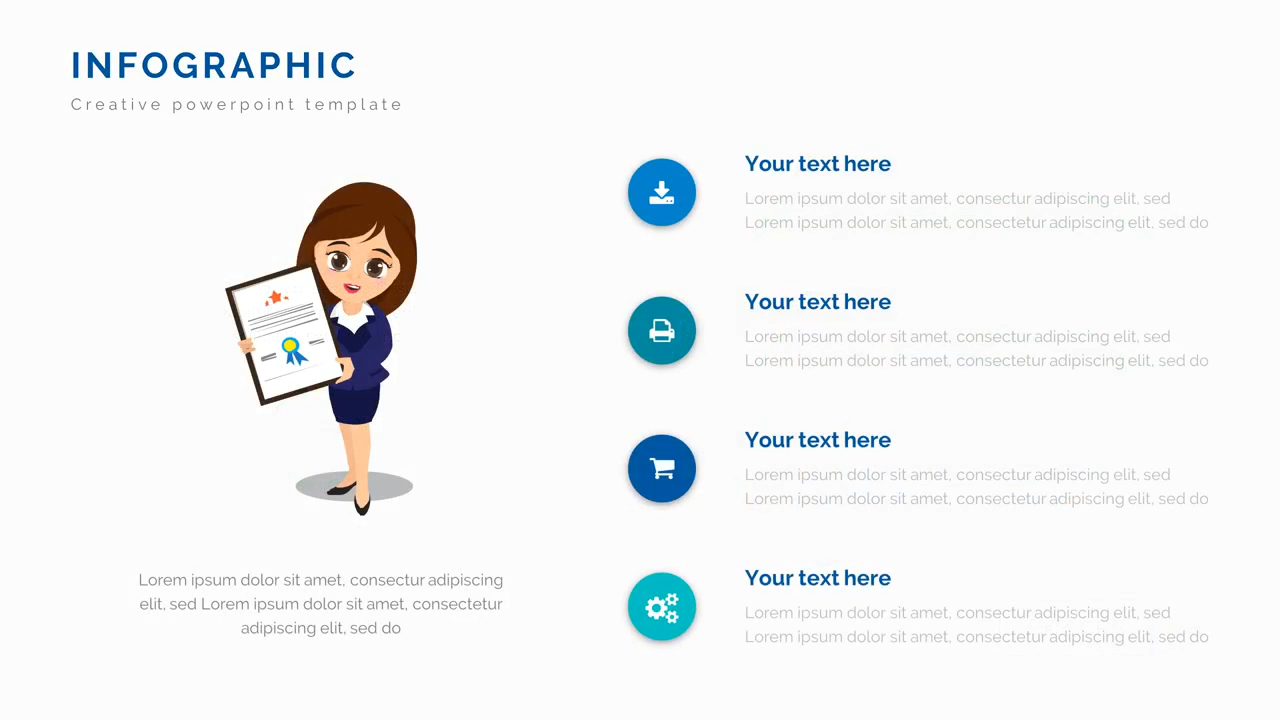 INFOGRAPHIC
Creative powerpoint template
Your text here
Lorem ipsum dolor sit amet, consectur adipiscing elit, sed
Lorem ipsum dolor sit amet, consectetur adipiscing elit, sed do
Your text here
Lorem ipsum dolor sit amet, consectur adipiscing elit, sed
Lorem ipsum dolor sit amet, consectetur adipiscing elit, sed do
Your text here
Lorem ipsum dolor sit amet, consectur adipiscing elit, sed
Lorem ipsum dolor sit amet, consectetur adipiscing elit, sed do
Your text here
Lorem ipsum dolor sit amet, consectur adipiscing elit, sed
Lorem ipsum dolor sit amet, consectetur adipiscing elit, sed do
Lorem ipsum dolor sit amet, consectur adipiscing
elit, sed Lorem ipsum dolor sit amet, consectetur
adipiscing elit, sed do